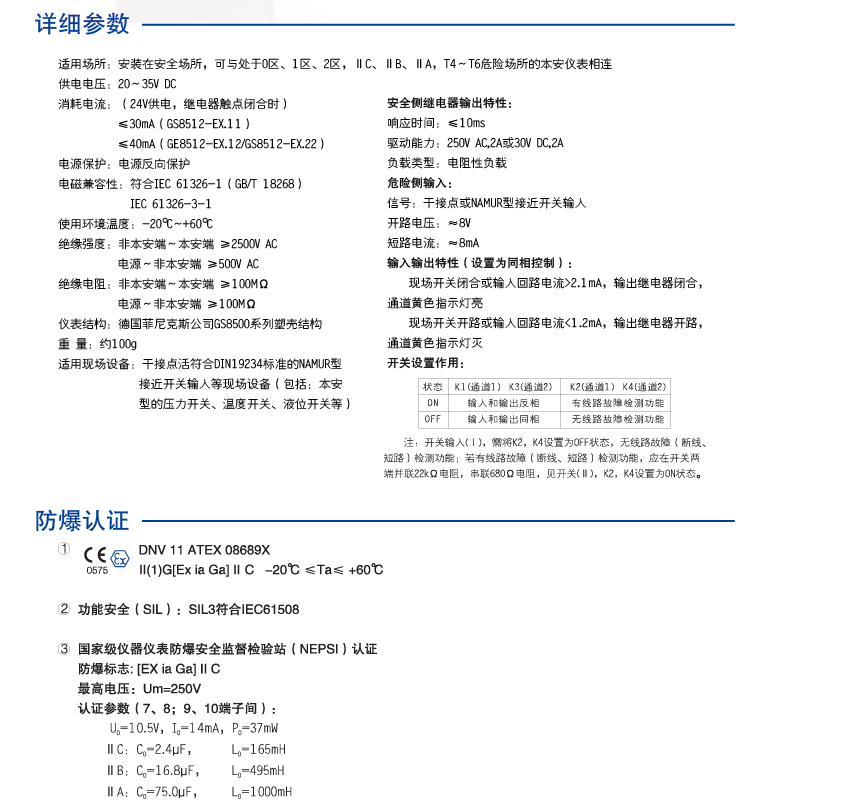 详细参数
适用场所：安装在安全场所，可与处于0区、1区、2区，ⅡC、ⅡB、ⅡA，T4～T6危险场所的本安仪表相连
供电电压：20～35V DC
消耗电流：（24V供电，继电器触点闭合时）
≤30mA（GS8512-EX.11）
≤40mA（GE8512-EX.12/GS8512-EX.22）
电源保护：电源反向保护
电磁兼容性：符合IEC 61326-1（GB/T 18268）
IEC 61326-3-1
使用环境温度：-20℃~+60℃
绝缘强度：非本安端～本安端 ≥2500V AC
电源～非本安端 ≥500V AC
绝缘电阻：非本安端～本安端 ≥100MΩ
电源～非本安端 ≥100MΩ
仪表结构：德国菲尼克斯公司GS8500系列塑壳结构
重 量：约100g
适用现场设备：干接点活符合DIN19234标准的NAMUR型
接近开关输入等现场设备（包括：本安
型的压力开关、温度开关、液位开关等）
安全侧继电器输出特性：
响应时间：≤10ms
驱动能力：250V AC,2A或30V DC,2A
负载类型：电阻性负载
危险侧输入：
信号：干接点或NAMUR型接近开关输入
开路电压：≈8V
短路电流：≈8mA
输入输出特性（设置为同相控制）：
现场开关闭合或输入回路电流>2.1mA，输出继电器闭合，
通道黄色指示灯亮
现场开关开路或输入回路电流<1.2mA，输出继电器开路，
通道黄色指示灯灭
开关设置作用：
状态 K1(通道1) K3(通道2) K2(通道1) K4(通道2)
ON 输入和输出反相 有线路故障检测功能
OFF 输入和输出同相 无线路故障检测功能
注：开关输入(Ⅰ)，需将K2，K4设置为OFF状态，无线路故障（断线、
短路）检测功能；若有线路故障（断线、短路）检测功能，应在开关两
端并联22kΩ电阻，串联680Ω电阻，见开关(Ⅱ)，K2，K4设置为ON状态。
防爆认证
① CE 0575 Ex DNV 11 ATEX 08689X
II(1)G[Ex ia Ga] II C -20℃ ≤Ta≤ +60℃
② 功能安全（SIL）：SIL3符合IEC61508
③ 国家级仪器仪表防爆安全监督检验站（NEPSI）认证
防爆标志: [EX ia Ga] II C
最高电压：Um=250V
认证参数（7、8；9、10端子间）：
U₀=10.5V，I₀=14mA，P₀=37mW
ⅡC：C₀=2.4μF， L₀=165mH
ⅡB：C₀=16.8μF， L₀=495mH
ⅡA：C₀=75.0μF， L₀=1000mH